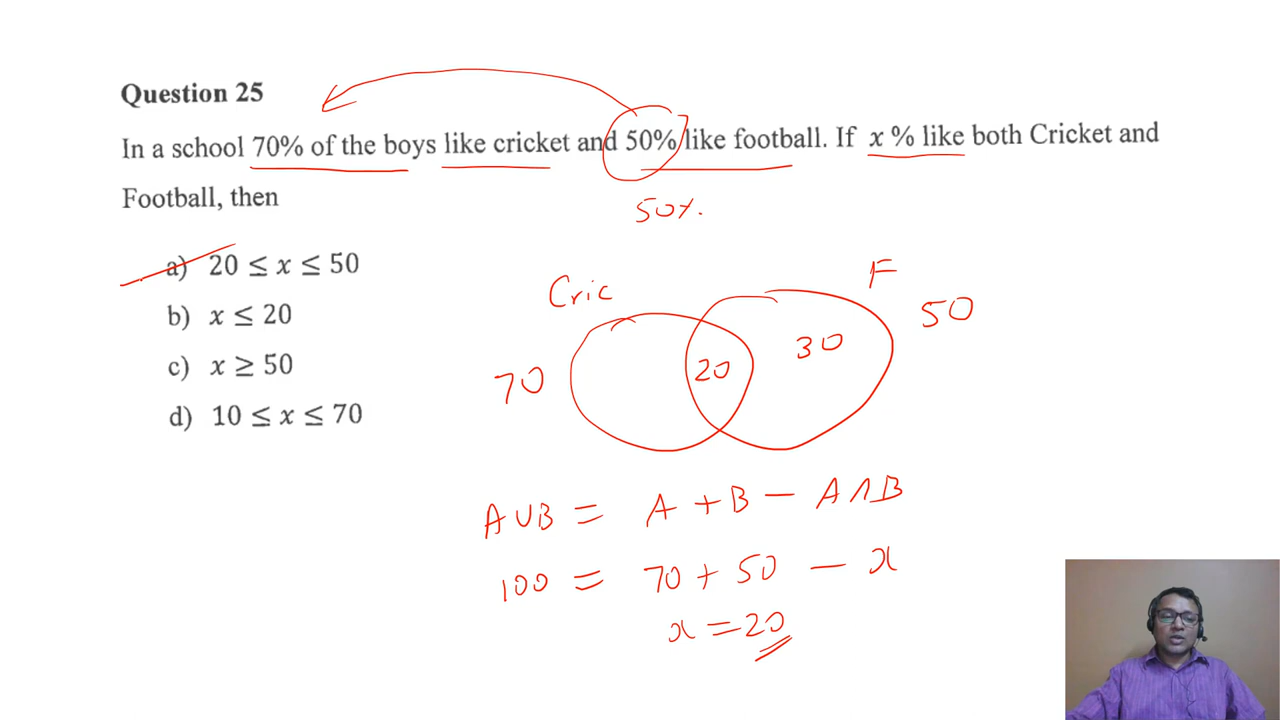 Question 25
In a school 70% of the boys like cricket and 50% like football. If x % like both Cricket and
Football, then
50%.
a) 20 ≤ x ≤ 50
b) x ≤ 20
c) x ≥ 50
d) 10 ≤ x ≤ 70
Cric
F
50
70
20
30
A∪B = A + B − A∩B
100 = 70 + 50 − x
x = 20